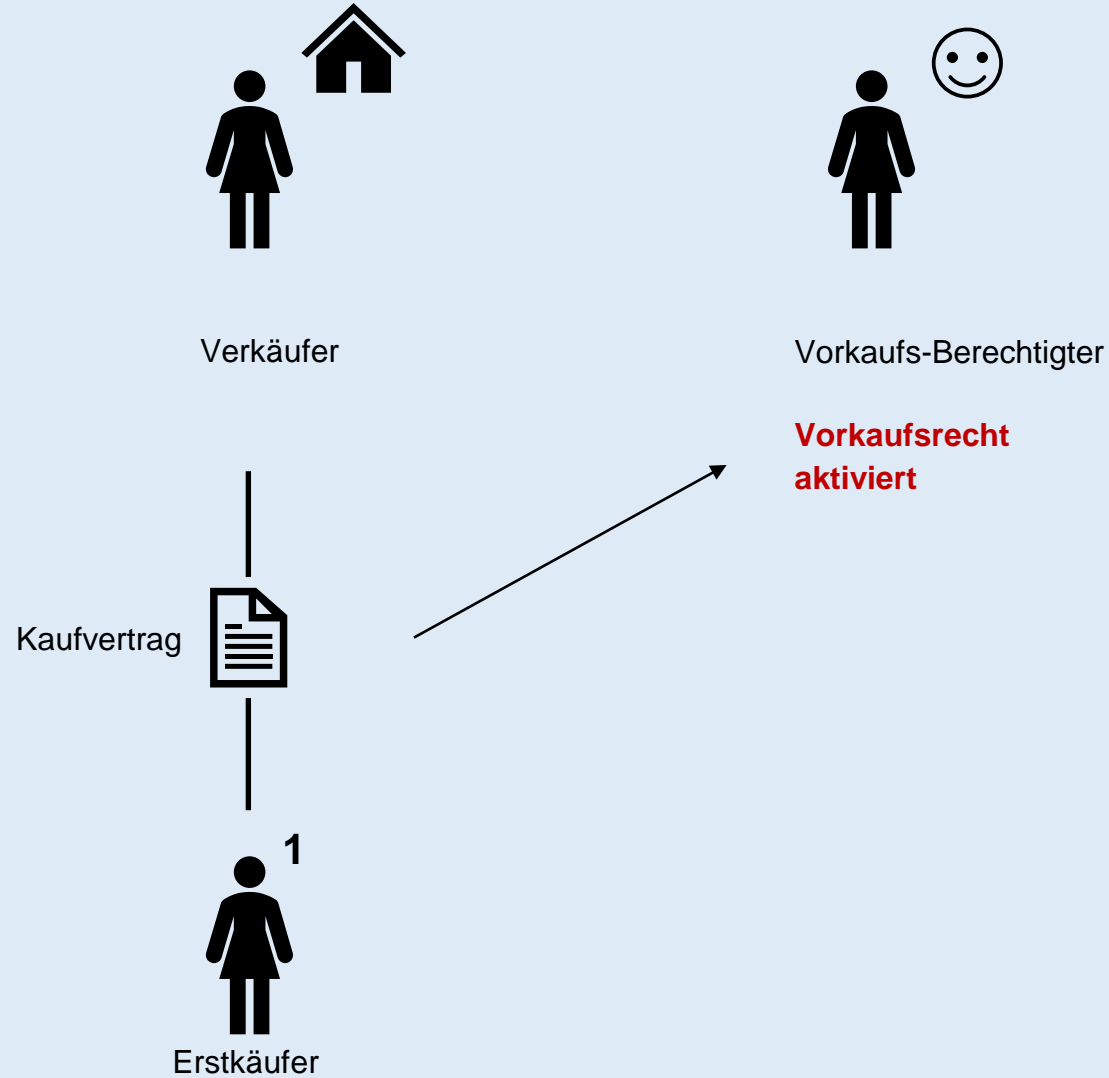 Verkäufer
Vorkaufs-Berechtigter
Vorkaufsrecht
aktiviert
Kaufvertrag
1
Erstkäufer